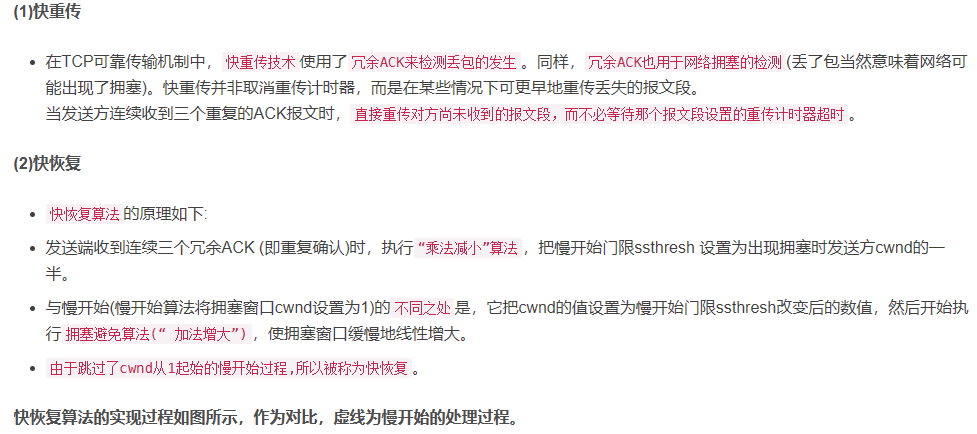 (1)快重传
在TCP可靠传输机制中，快重传技术使用了冗余ACK来检测丢包的发生。同样，冗余ACK也用于网络拥塞的检测(丢了包当然意味着网络可
能出现了拥塞)。快重传并非取消重传计时器，而是在某些情况下可更早地重传丢失的报文段。
当发送方连续收到三个重复的ACK报文时，直接重传对方尚未收到的报文段，而不必等待那个报文段设置的重传计时器超时。
(2)快恢复
快恢复算法的原理如下:
发送端收到连续三个冗余ACK (即重复确认)时，执行“乘法减小”算法，把慢开始门限ssthresh 设置为出现拥塞时发送方cwnd的一
半。
与慢开始(慢开始算法将拥塞窗口cwnd设置为1)的不同之处是，它把cwnd的值设置为慢开始门限ssthresh改变后的数值，然后开始执
行拥塞避免算法(“ 加法增大”)，使拥塞窗口缓慢地线性增大。
由于跳过了cwnd从1起始的慢开始过程,所以被称为快恢复。
快恢复算法的实现过程如图所示，作为对比，虚线为慢开始的处理过程。